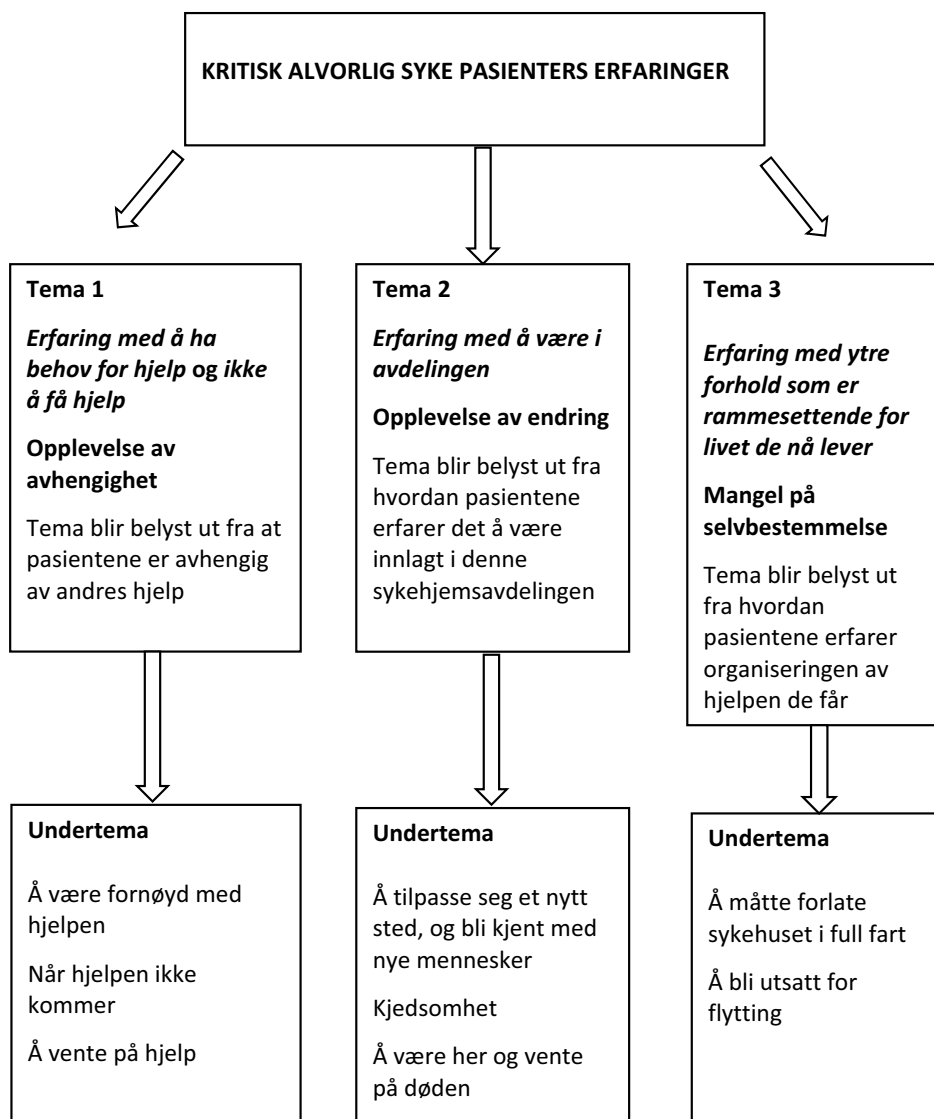 KRITISK ALVORLIG SYKE PASIENTERS ERFARINGER
Tema 1
Erfaring med å ha
behov for hjelp og ikke
å få hjelp
Opplevelse av
avhengighet
Tema blir belyst ut fra at
pasientene er avhengig
av andres hjelp
Tema 2
Erfaring med å være i
avdelingen
Opplevelse av endring
Tema blir belyst ut fra
hvordan pasientene
erfarer det å være
innlagt i denne
sykehjemsavdelingen
Tema 3
Erfaring med ytre
forhold som er
rammesettende for
livet de nå lever
Mangel på
selvbestemmelse
Tema blir belyst ut
fra hvordan
pasientene erfarer
organiseringen av
hjelpen de får
Undertema
Å være fornøyd med
hjelpen
Når hjelpen ikke
kommer
Å vente på hjelp
Undertema
Å tilpasse seg et nytt
sted, og bli kjent med
nye mennesker
Kjedsomhet
Å være her og vente
på døden
Undertema
Å måtte forlate
sykehuset i full fart
Å bli utsatt for
flytting